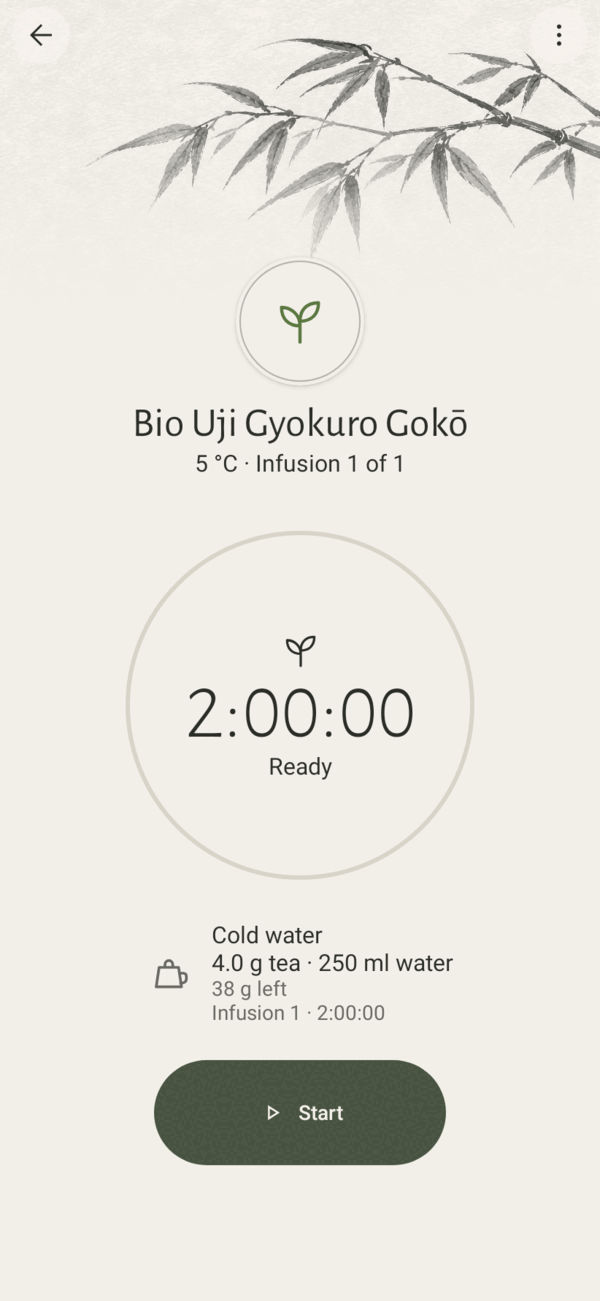 Bio Uji Gyokuro Gokō
5 °C · Infusion 1 of 1
2:00:00
Ready
Cold water
4.0 g tea · 250 ml water
38 g left
Infusion 1 · 2:00:00
Start